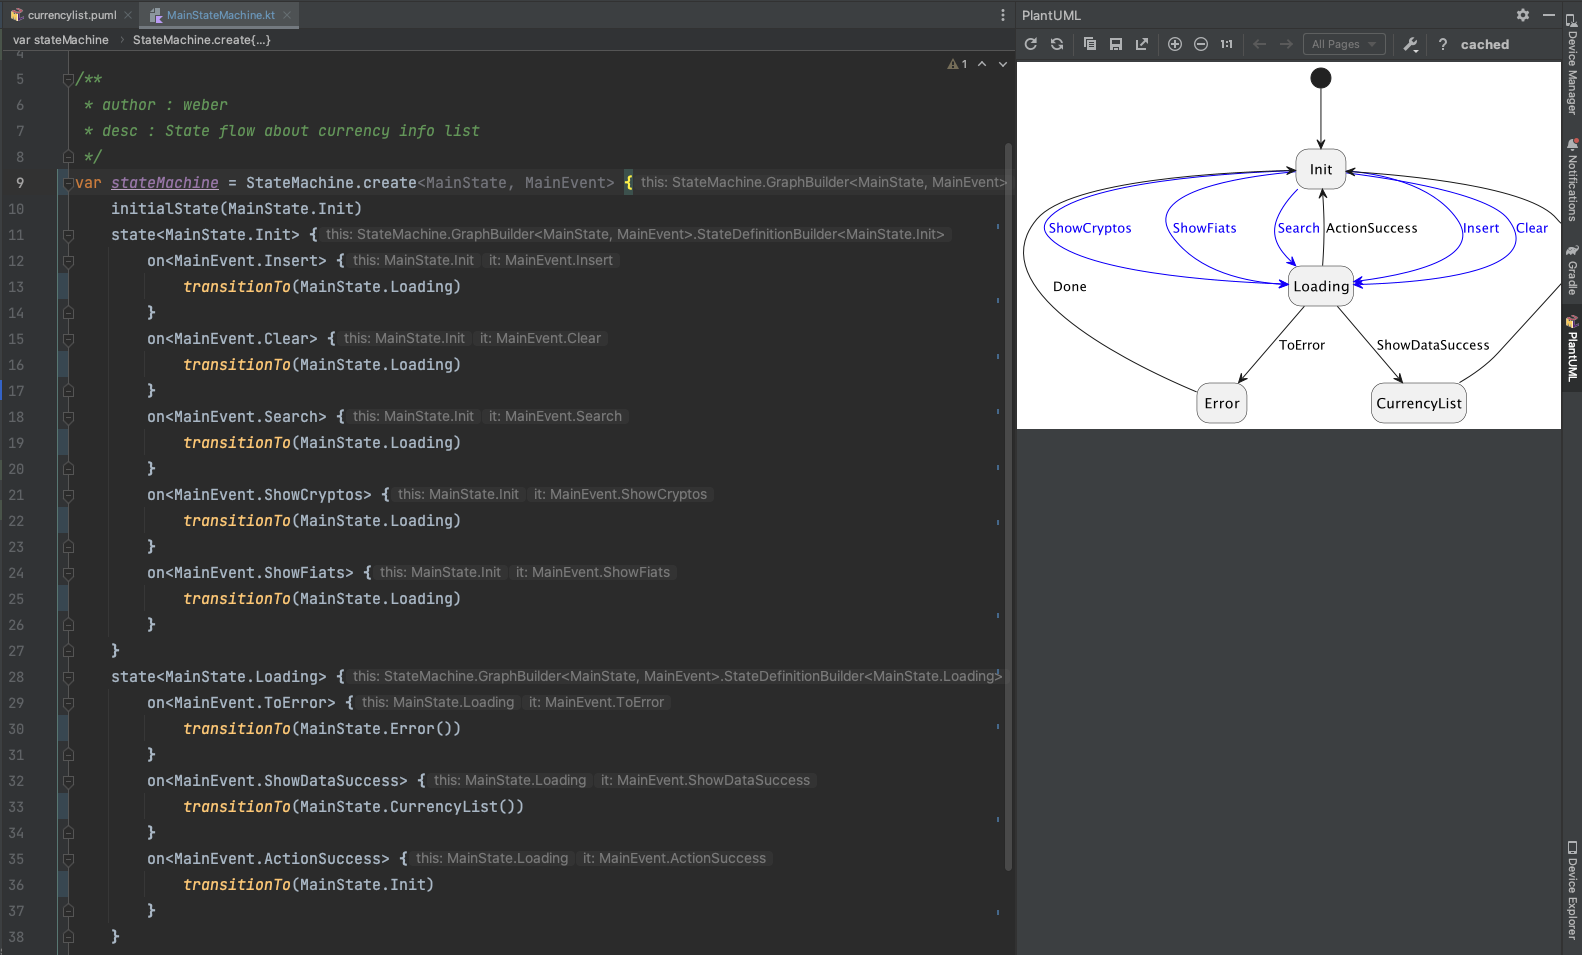 currencylist.puml
MainStateMachine.kt
PlantUML
var stateMachine
StateMachine.create{...}
1
1:1
All Pages
?
cached
4
5 /**
6 * author : weber
7 * desc : State flow about currency info list
8 */
9 var stateMachine = StateMachine.create<MainState, MainEvent> { this: StateMachine.GraphBuilder<MainState, MainEvent>
10 initialState(MainState.Init)
11 state<MainState.Init> { this: StateMachine.GraphBuilder<MainState, MainEvent>.StateDefinitionBuilder<MainState.Init>
12 on<MainEvent.Insert> { this: MainState.Init it: MainEvent.Insert
13 transitionTo(MainState.Loading)
14 }
15 on<MainEvent.Clear> { this: MainState.Init it: MainEvent.Clear
16 transitionTo(MainState.Loading)
17 }
18 on<MainEvent.Search> { this: MainState.Init it: MainEvent.Search
19 transitionTo(MainState.Loading)
20 }
21 on<MainEvent.ShowCryptos> { this: MainState.Init it: MainEvent.ShowCryptos
22 transitionTo(MainState.Loading)
23 }
24 on<MainEvent.ShowFiats> { this: MainState.Init it: MainEvent.ShowFiats
25 transitionTo(MainState.Loading)
26 }
27 }
28 state<MainState.Loading> { this: StateMachine.GraphBuilder<MainState, MainEvent>.StateDefinitionBuilder<MainState.Loading>
29 on<MainEvent.ToError> { this: MainState.Loading it: MainEvent.ToError
30 transitionTo(MainState.Error())
31 }
32 on<MainEvent.ShowDataSuccess> { this: MainState.Loading it: MainEvent.ShowDataSuccess
33 transitionTo(MainState.CurrencyList())
34 }
35 on<MainEvent.ActionSuccess> { this: MainState.Loading it: MainEvent.ActionSuccess
36 transitionTo(MainState.Init)
37 }
38 }
Init
ShowCryptos
ShowFiats
Search
ActionSuccess
Insert
Clear
Loading
Done
ToError
ShowDataSuccess
Error
CurrencyList
Device Manager
Notifications
Gradle
PlantUML
Device Explorer